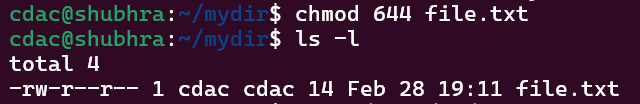 cdac@shubhra:~/mydir$ chmod 644 file.txt
cdac@shubhra:~/mydir$ ls -l
total 4
-rw-r--r-- 1 cdac cdac 14 Feb 28 19:11 file.txt